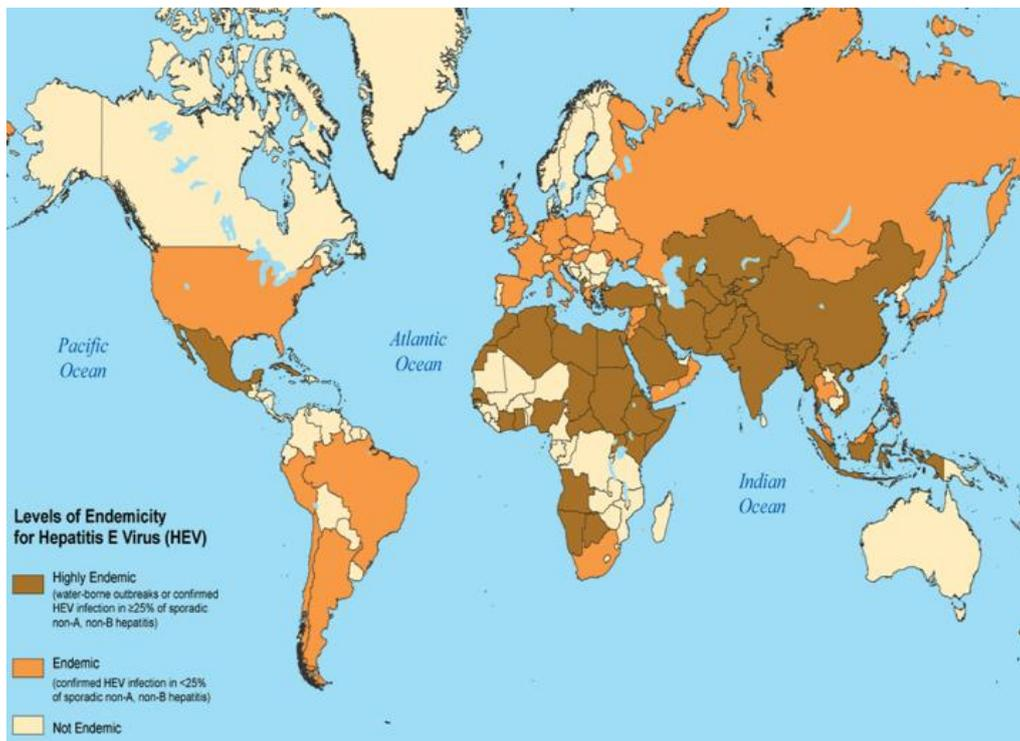 Pacific
Ocean
Atlantic
Ocean
Indian
Ocean
Levels of Endemicity
for Hepatitis E Virus (HEV)
Highly Endemic
(water-borne outbreaks or confirmed
HEV infection in ≥25% of sporadic
non-A, non-B hepatitis)
Endemic
(confirmed HEV infection in <25%
of sporadic non-A, non-B hepatitis)
Not Endemic